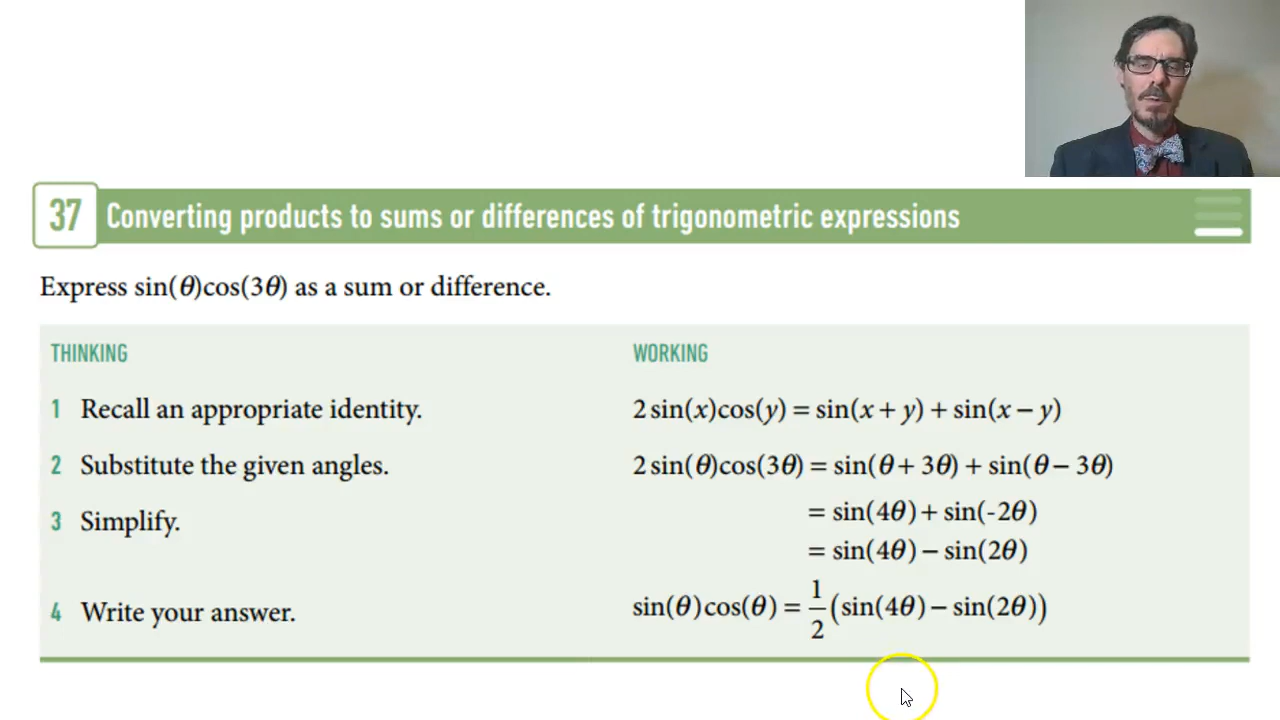 37 Converting products to sums or differences of trigonometric expressions
Express sin(θ)cos(3θ) as a sum or difference.
THINKING WORKING
1 Recall an appropriate identity. 2 sin(x)cos(y) = sin(x + y) + sin(x − y)
2 Substitute the given angles. 2 sin(θ)cos(3θ) = sin(θ + 3θ) + sin(θ − 3θ)
3 Simplify. = sin(4θ) + sin(-2θ)
= sin(4θ) − sin(2θ)
4 Write your answer. sin(θ)cos(θ) = 1/2 (sin(4θ) − sin(2θ))